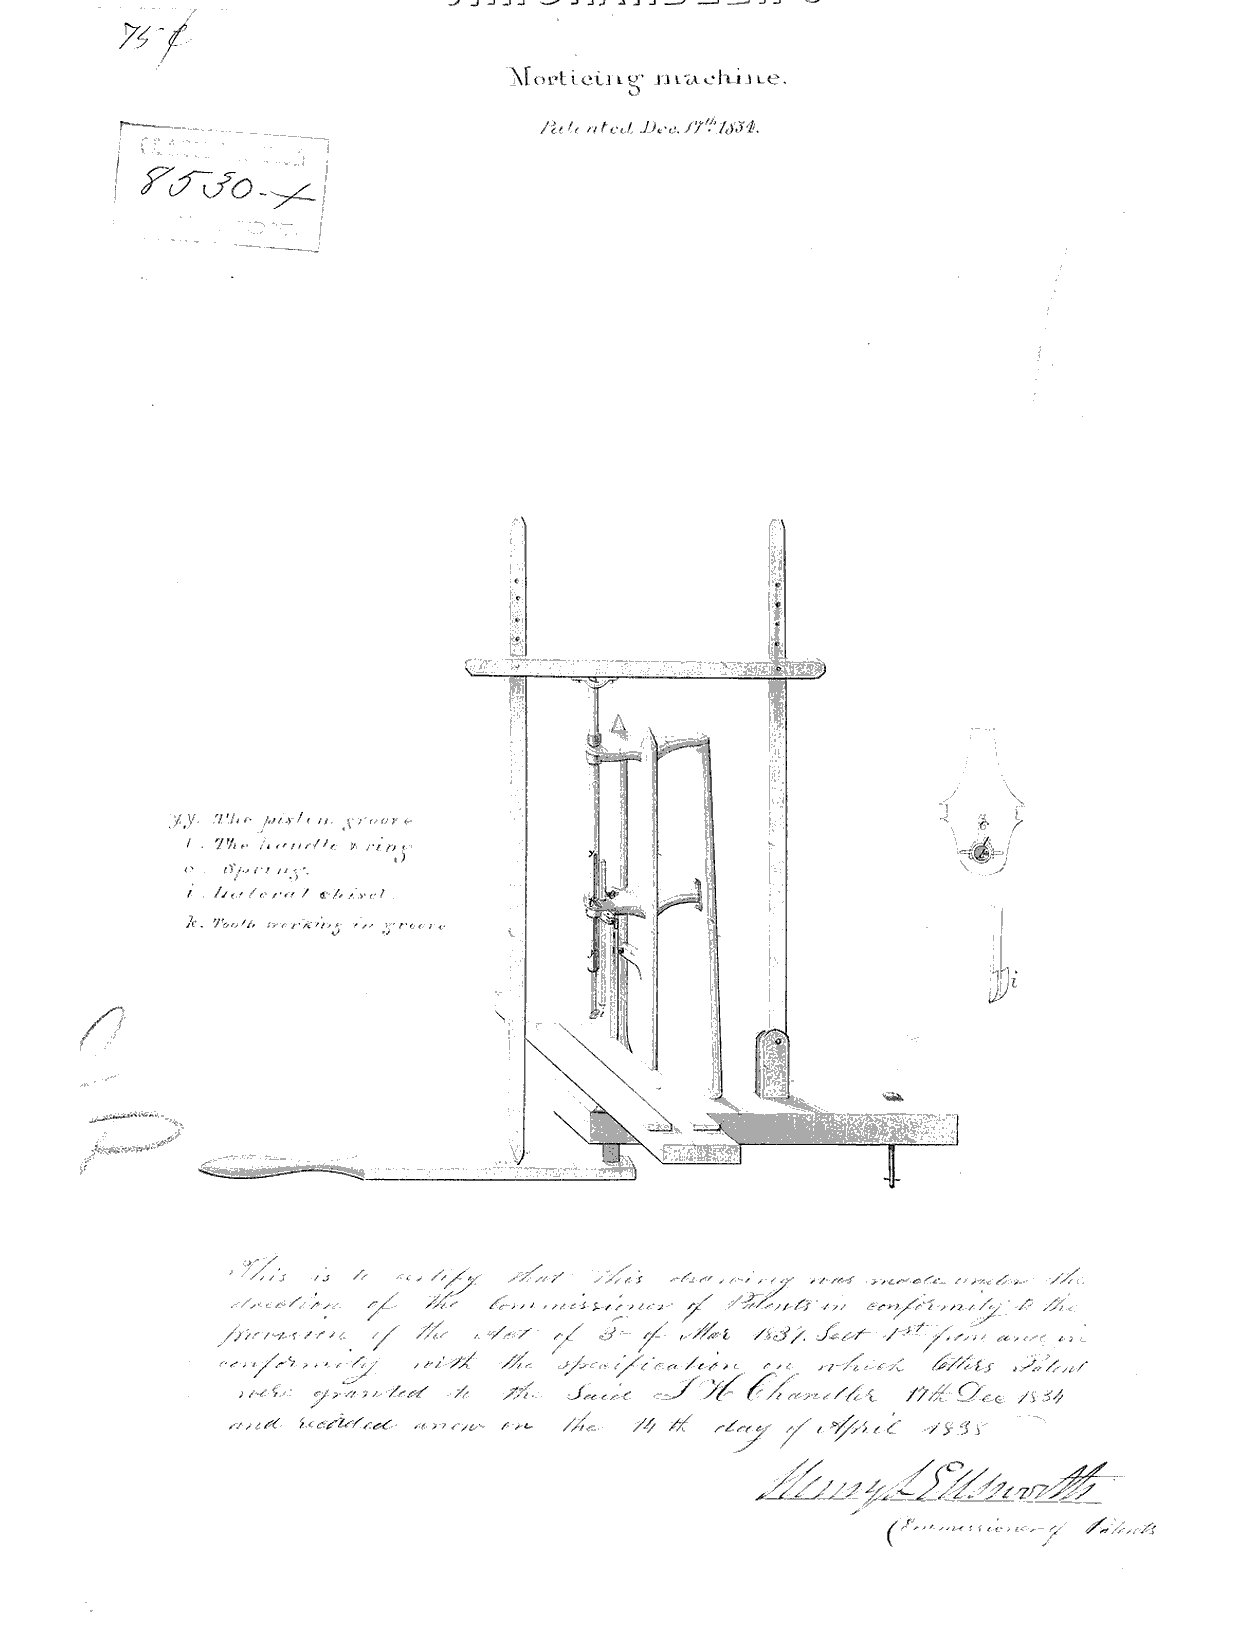 75¢
Morticing machine.
Patented Dec. 17th 1834.
8530-X
y.y. The piston groove
l. The handle & ring
o. Spring.
i. Lateral chisel.
k. Tooth working in groove
i
This is to certify that this drawing was made under the
direction of the Commissioner of Patents in conformity to the
provision of the Act of 3 of Mar 1837. Sect 1st from and in
conformity with the specification on which letters Patent
were granted to the Said J H Chandler 17th Dec 1834
and recorded anew on the 14th day of April 1838
Henry L Ellsworth
Commissioner of Patents